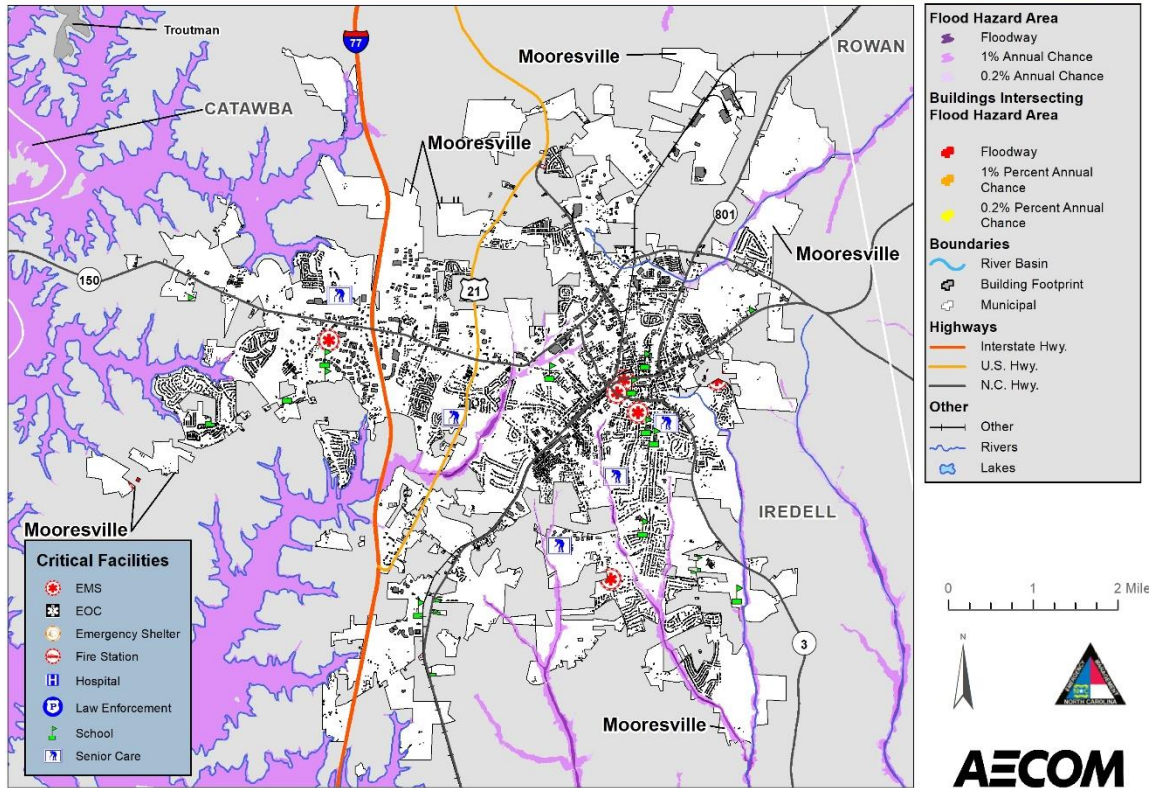 Troutman
CATAWBA
77
Mooresville
ROWAN
Mooresville
801
Mooresville
150
21
IREDELL
Mooresville
3
Mooresville
Critical Facilities
EMS
EOC
Emergency Shelter
Fire Station
H
Hospital
P
Law Enforcement
School
Senior Care
Flood Hazard Area
Floodway
1% Annual Chance
0.2% Annual Chance
Buildings Intersecting
Flood Hazard Area
Floodway
1% Percent Annual
Chance
0.2% Percent Annual
Chance
Boundaries
River Basin
Building Footprint
Municipal
Highways
Interstate Hwy.
U.S. Hwy.
N.C. Hwy.
Other
Other
Rivers
Lakes
0 1 2 Mile
N
NORTH CAROLINA
AECOM